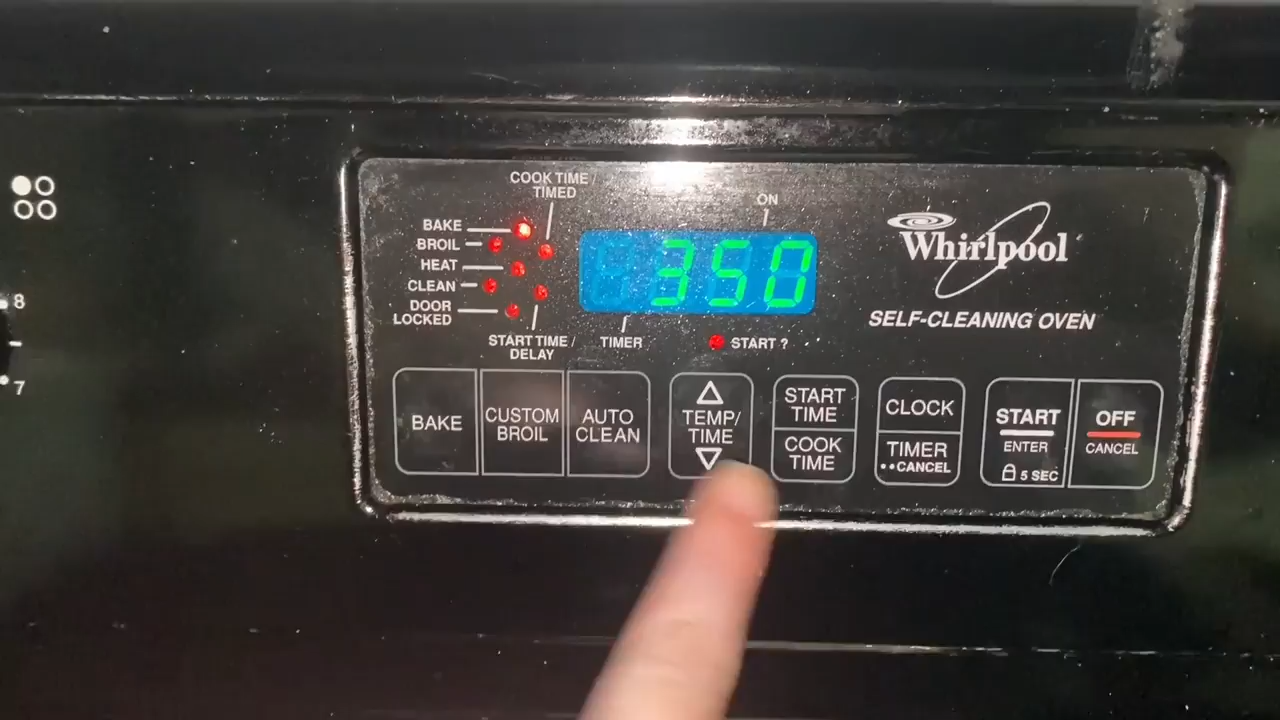 COOK TIME /
TIMED
ON
BAKE
BROIL
HEAT
CLEAN
DOOR
LOCKED
350
Whirlpool
SELF-CLEANING OVEN
START TIME /
DELAY
TIMER
START ?
8
7
BAKE
CUSTOM
BROIL
AUTO
CLEAN
TEMP/
TIME
START
TIME
COOK
TIME
CLOCK
TIMER
••CANCEL
START
ENTER
5 SEC
OFF
CANCEL